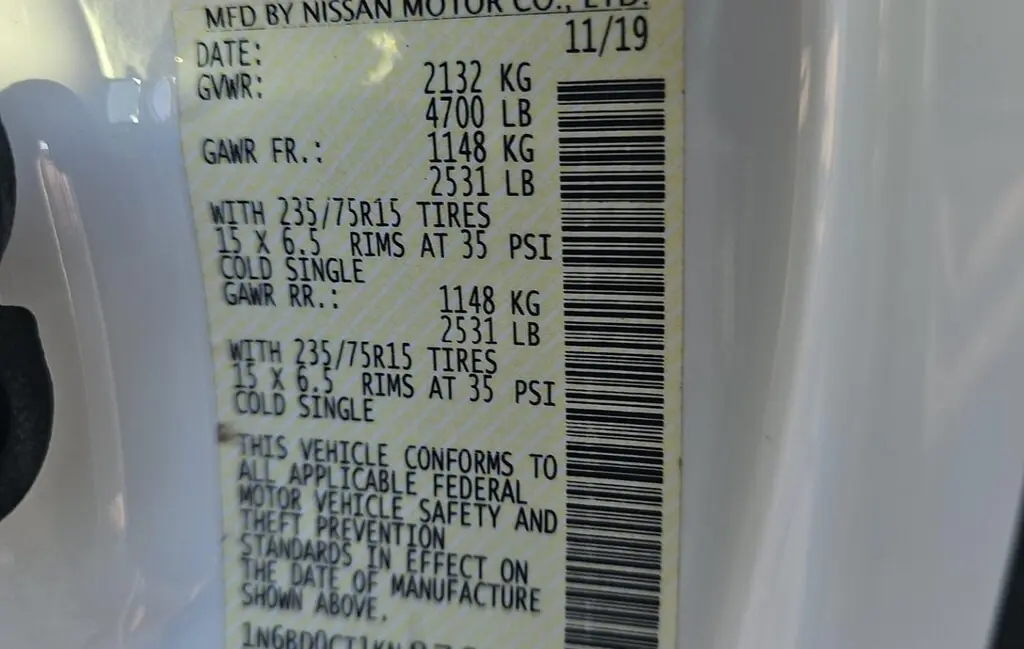 MFD BY NISSAN MOTOR CO., LTD.
DATE: 11/19
GVWR: 2132 KG
4700 LB
GAWR FR.: 1148 KG
2531 LB
WITH 235/75R15 TIRES
15 X 6.5 RIMS AT 35 PSI
COLD SINGLE
GAWR RR.: 1148 KG
2531 LB
WITH 235/75R15 TIRES
15 X 6.5 RIMS AT 35 PSI
COLD SINGLE
THIS VEHICLE CONFORMS TO
ALL APPLICABLE FEDERAL
MOTOR VEHICLE SAFETY AND
THEFT PREVENTION
STANDARDS IN EFFECT ON
THE DATE OF MANUFACTURE
SHOWN ABOVE.